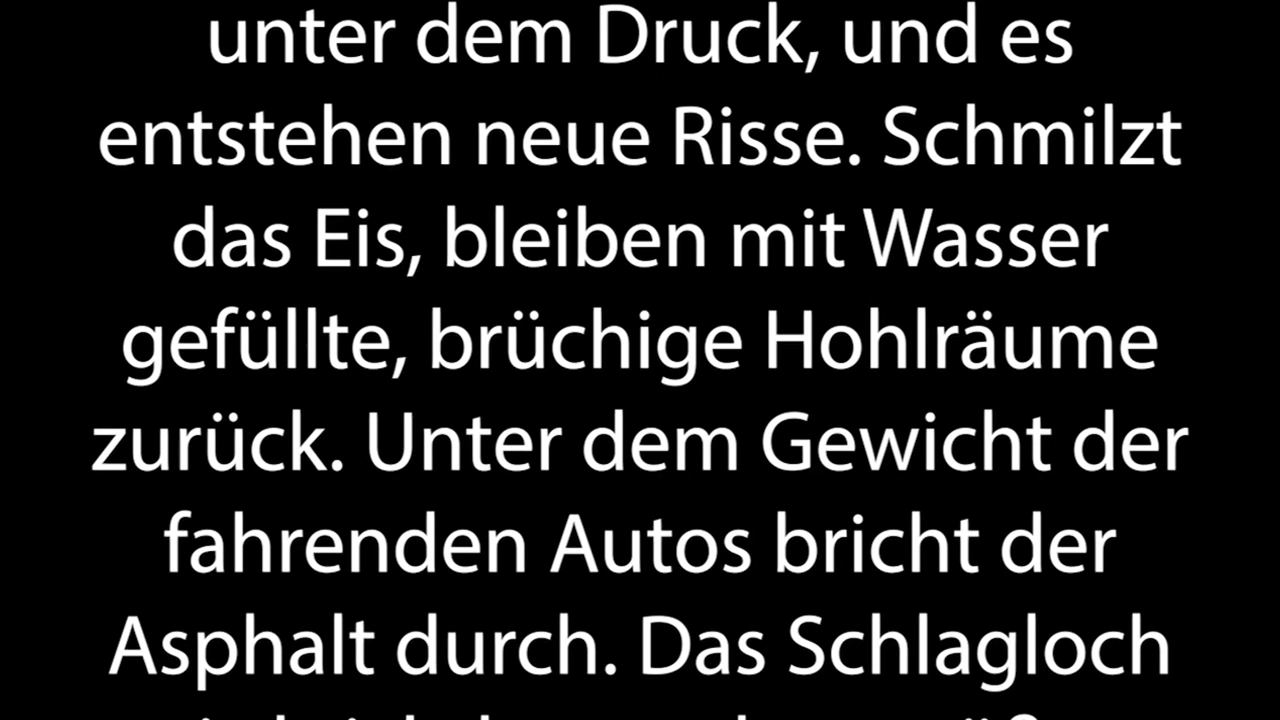 unter dem Druck, und es
entstehen neue Risse. Schmilzt
das Eis, bleiben mit Wasser
gefüllte, brüchige Hohlräume
zurück. Unter dem Gewicht der
fahrenden Autos bricht der
Asphalt durch. Das Schlagloch